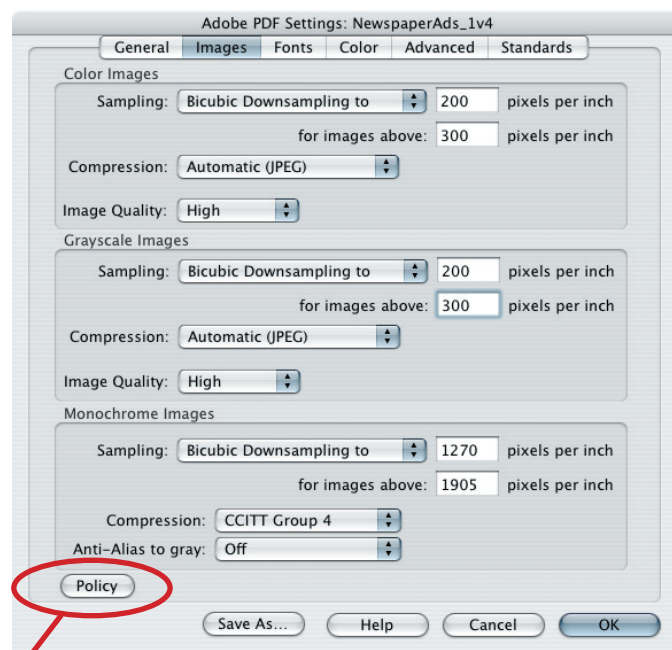 Adobe PDF Settings: NewspaperAds_1v4
General Images Fonts Color Advanced Standards
Color Images
Sampling: Bicubic Downsampling to 200 pixels per inch
for images above: 300 pixels per inch
Compression: Automatic (JPEG)
Image Quality: High
Grayscale Images
Sampling: Bicubic Downsampling to 200 pixels per inch
for images above: 300 pixels per inch
Compression: Automatic (JPEG)
Image Quality: High
Monochrome Images
Sampling: Bicubic Downsampling to 1270 pixels per inch
for images above: 1905 pixels per inch
Compression: CCITT Group 4
Anti-Alias to gray: Off
Policy
Save As... Help Cancel OK